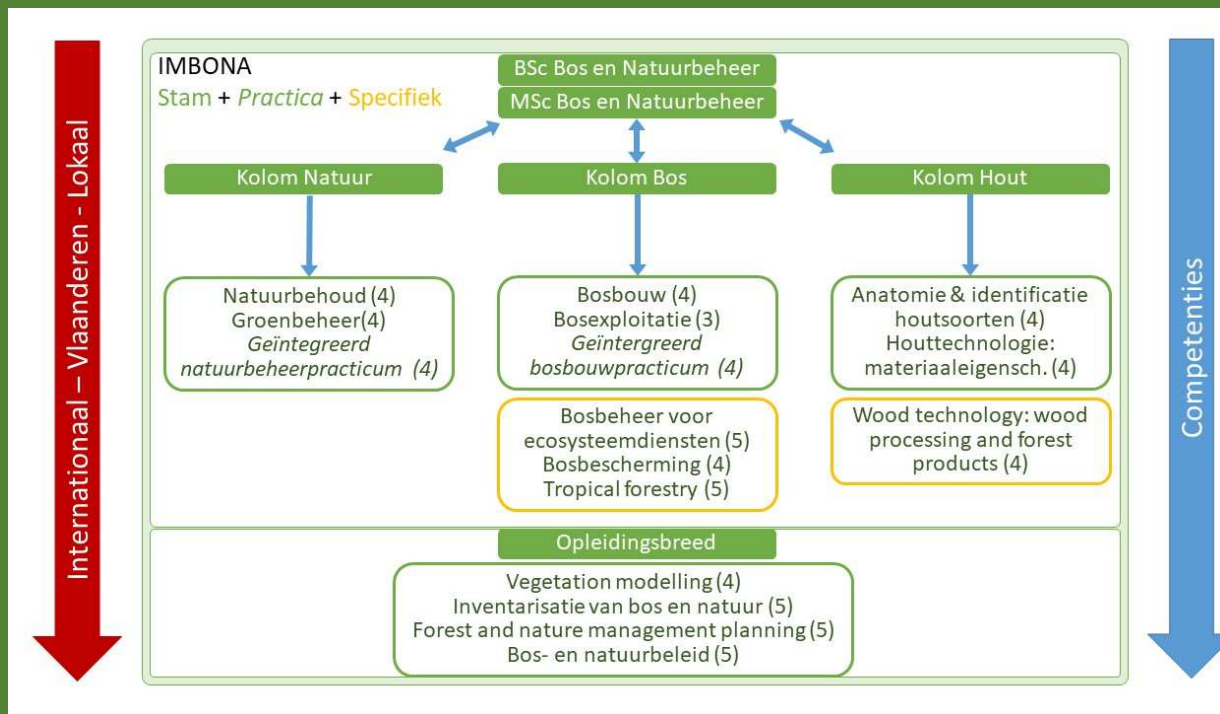 IMBONA
Stam + Practica + Specifiek
BSc Bos en Natuurbeheer
MSc Bos en Natuurbeheer
Kolom Natuur
Kolom Bos
Kolom Hout
Natuurbehoud (4)
Groenbeheer(4)
Geïntegreerd
natuurbeheerpracticum (4)
Bosbouw (4)
Bosexploitatie (3)
Geïntergreerd
bosbouwpracticum (4)
Anatomie & identificatie
houtsoorten (4)
Houttechnologie:
materiaaleigensch. (4)
Bosbeheer voor
ecosysteemdiensten (5)
Bosbescherming (4)
Tropical forestry (5)
Wood technology: wood
processing and forest
products (4)
Opleidingsbreed
Vegetation modelling (4)
Inventarisatie van bos en natuur (5)
Forest and nature management planning (5)
Bos- en natuurbeleid (5)
Internationaal – Vlaanderen - Lokaal
Competenties